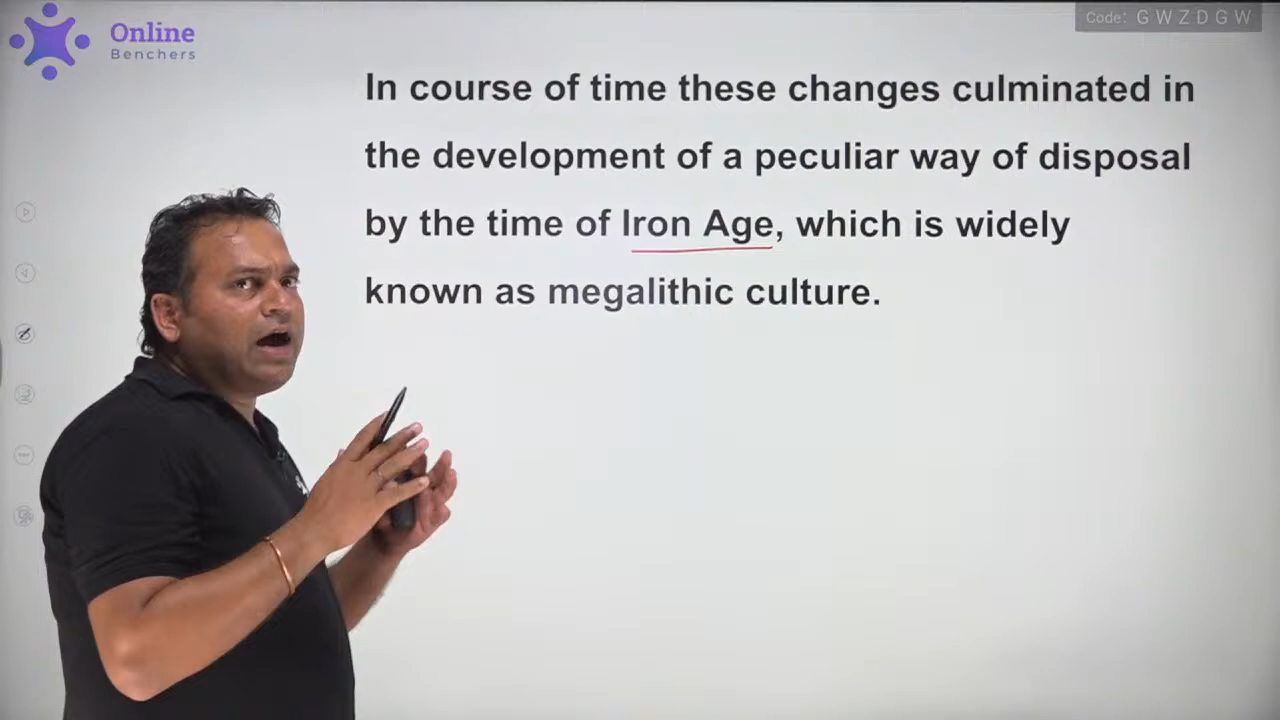 Online
Benchers
Code: G W Z D G W
In course of time these changes culminated in
the development of a peculiar way of disposal
by the time of Iron Age, which is widely
known as megalithic culture.